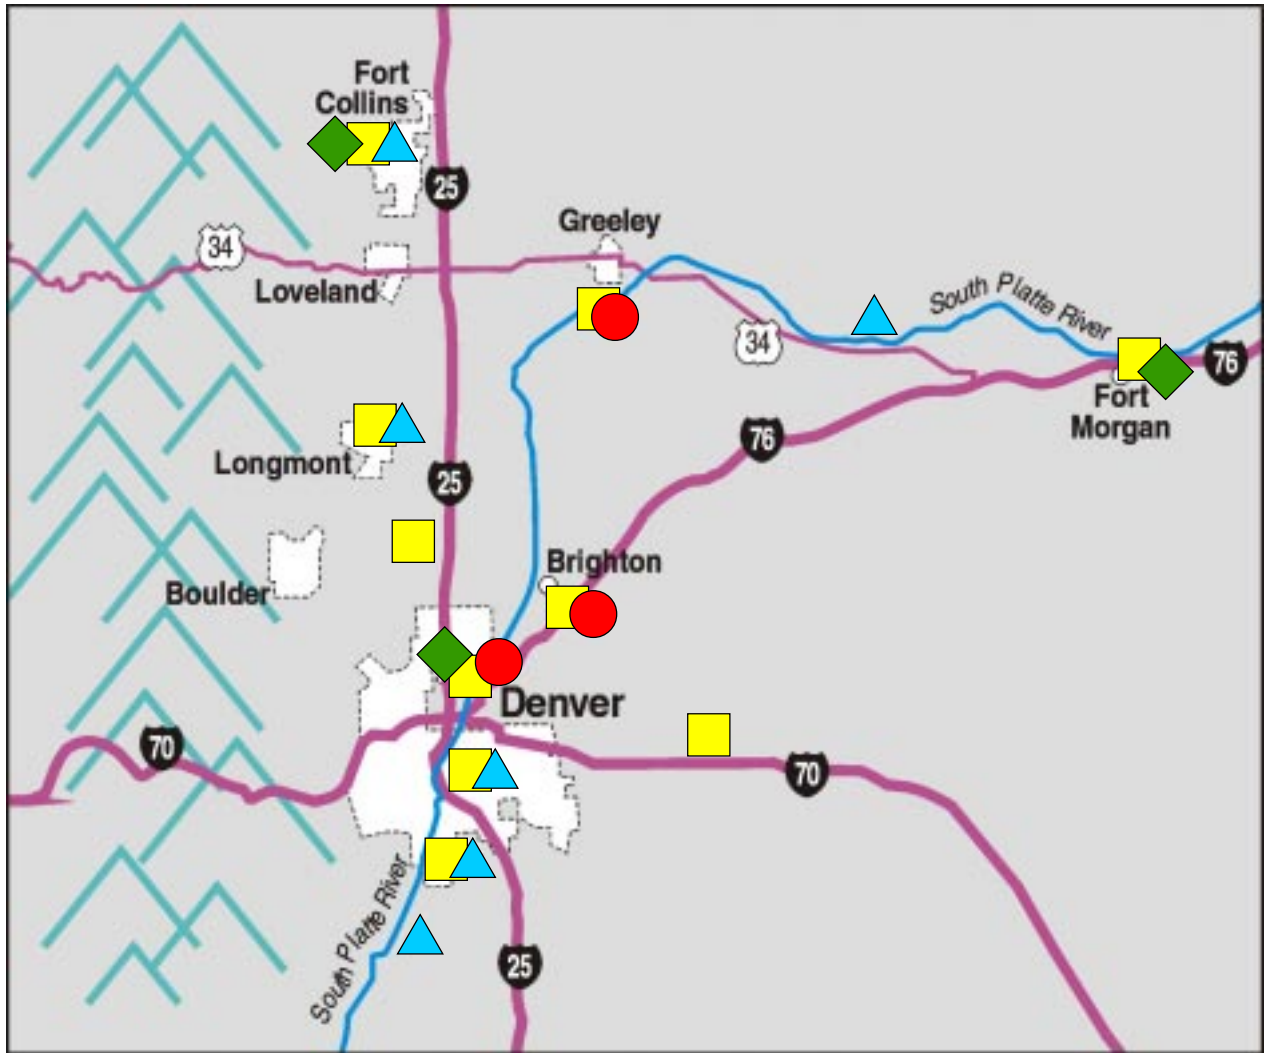 Fort
Collins
25
Greeley
34
Loveland
South Platte River
34
76
Fort
Morgan
76
Longmont
25
Brighton
Boulder
Denver
70
70
South Platte River
25